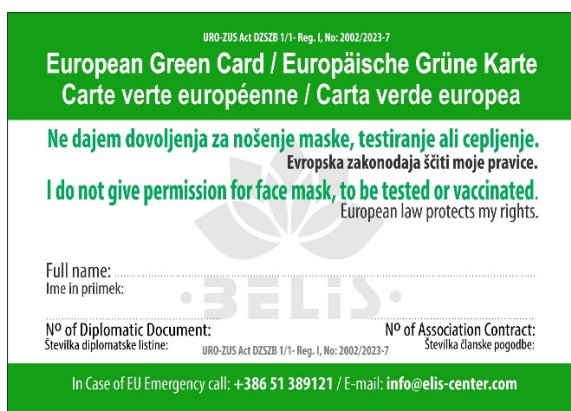 URO-ZUS Act DZSZB 1/1- Reg. I, No: 2002/2023-7
European Green Card / Europäische Grüne Karte
Carte verte européenne / Carta verde europea
Ne dajem dovoljenja za nošenje maske, testiranje ali cepljenje.
Evropska zakonodaja ščiti moje pravice.
I do not give permission for face mask, to be tested or vaccinated.
European law protects my rights.
Full name:
Ime in priimek:
•BELiS•
Nº of Diplomatic Document:
Številka diplomatske listine:
URO-ZUS Act DZSZB 1/1- Reg. I, No: 2002/2023-7
Nº of Association Contract:
Številka članske pogodbe:
In Case of EU Emergency call: +386 51 389121 / E-mail: info@elis-center.com